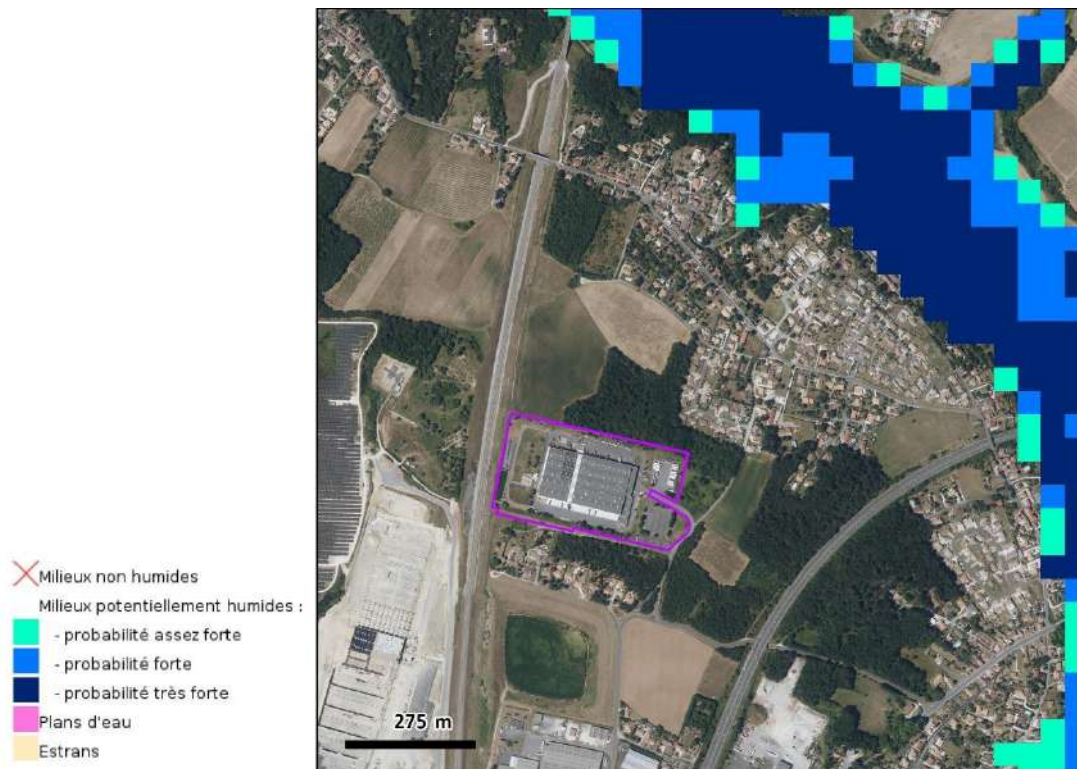 Milieux non humides
Milieux potentiellement humides :
- probabilité assez forte
- probabilité forte
- probabilité très forte
Plans d'eau
Estrans
275 m